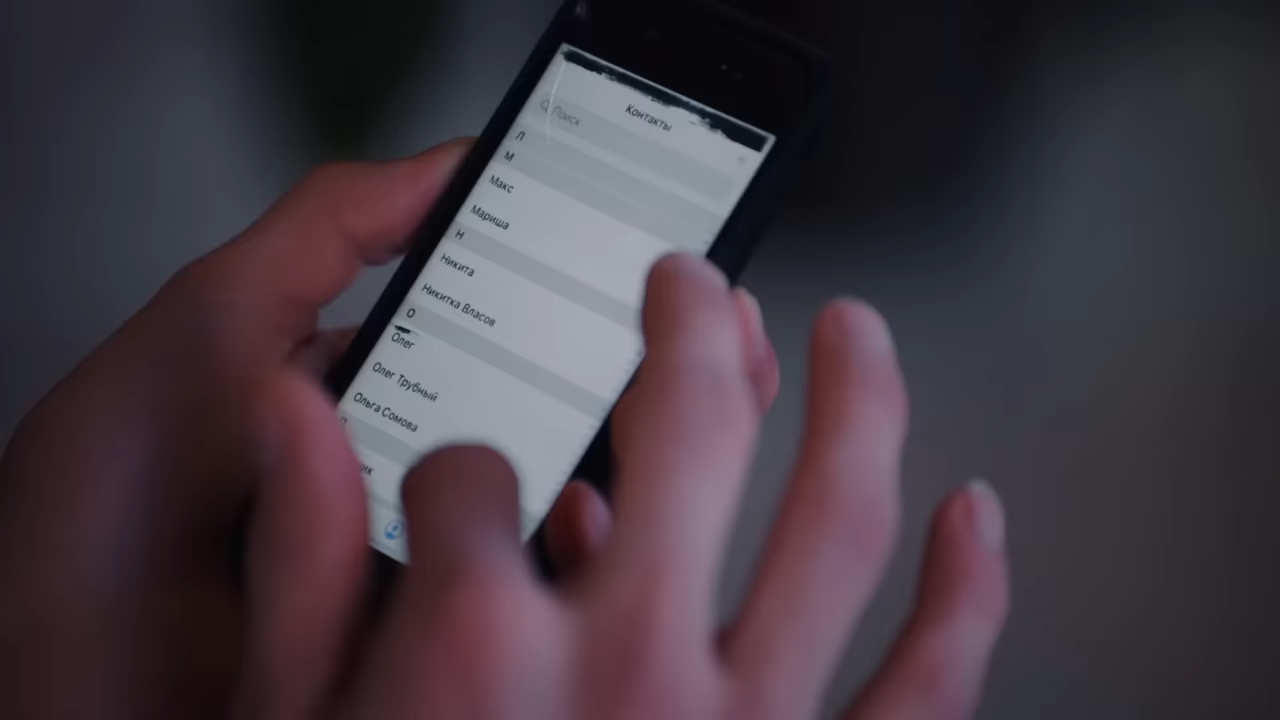 Контакты
Поиск
Л
М
Макс
Мариша
Н
Никита
Никитка Власов
О
Олег
Олег Трубный
Ольга Сомова
П